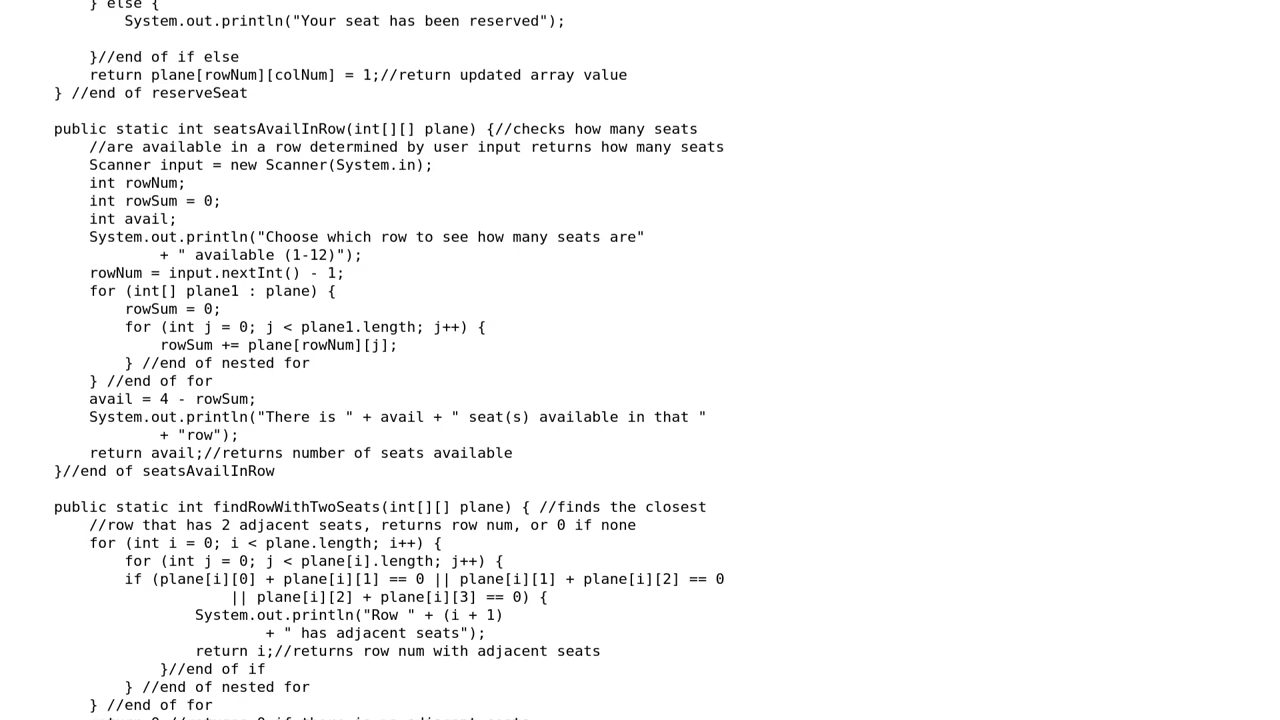 } else {
System.out.println("Your seat has been reserved");
}//end of if else
return plane[rowNum][colNum] = 1;//return updated array value
} //end of reserveSeat
public static int seatsAvailInRow(int[][] plane) {//checks how many seats
//are available in a row determined by user input returns how many seats
Scanner input = new Scanner(System.in);
int rowNum;
int rowSum = 0;
int avail;
System.out.println("Choose which row to see how many seats are"
+ " available (1-12)");
rowNum = input.nextInt() - 1;
for (int[] plane1 : plane) {
rowSum = 0;
for (int j = 0; j < plane1.length; j++) {
rowSum += plane[rowNum][j];
} //end of nested for
} //end of for
avail = 4 - rowSum;
System.out.println("There is " + avail + " seat(s) available in that "
+ "row");
return avail;//returns number of seats available
}//end of seatsAvailInRow
public static int findRowWithTwoSeats(int[][] plane) { //finds the closest
//row that has 2 adjacent seats, returns row num, or 0 if none
for (int i = 0; i < plane.length; i++) {
for (int j = 0; j < plane[i].length; j++) {
if (plane[i][0] + plane[i][1] == 0 || plane[i][1] + plane[i][2] == 0
|| plane[i][2] + plane[i][3] == 0) {
System.out.println("Row " + (i + 1)
+ " has adjacent seats");
return i;//returns row num with adjacent seats
}//end of if
} //end of nested for
} //end of for